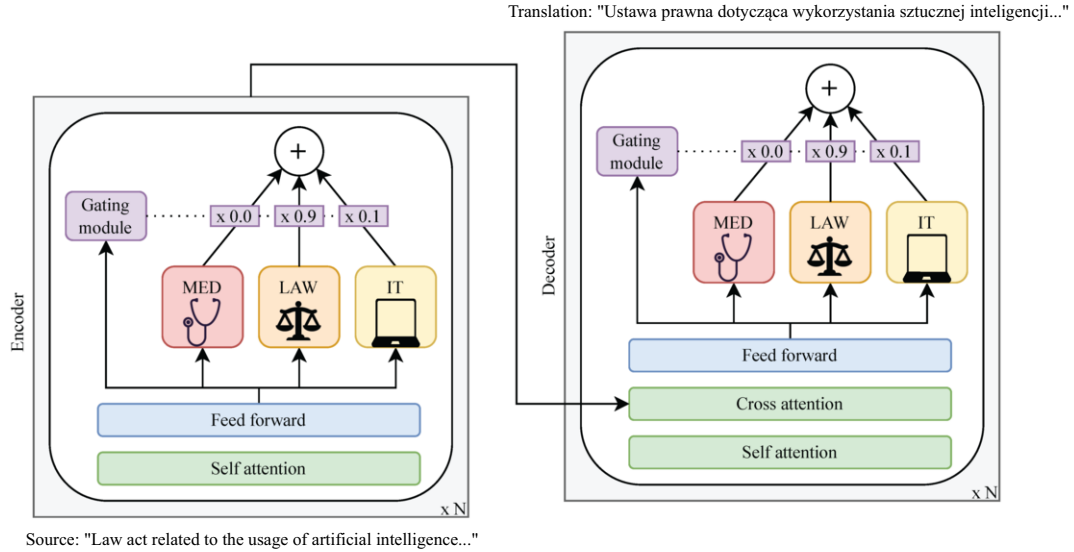 Translation: "Ustawa prawna dotycząca wykorzystania sztucznej inteligencji..."
Encoder
+
Gating
module
x 0.0
x 0.9
x 0.1
MED
LAW
IT
Feed forward
Self attention
x N
Source: "Law act related to the usage of artificial intelligence..."
Decoder
+
Gating
module
x 0.0
x 0.9
x 0.1
MED
LAW
IT
Feed forward
Cross attention
Self attention
x N